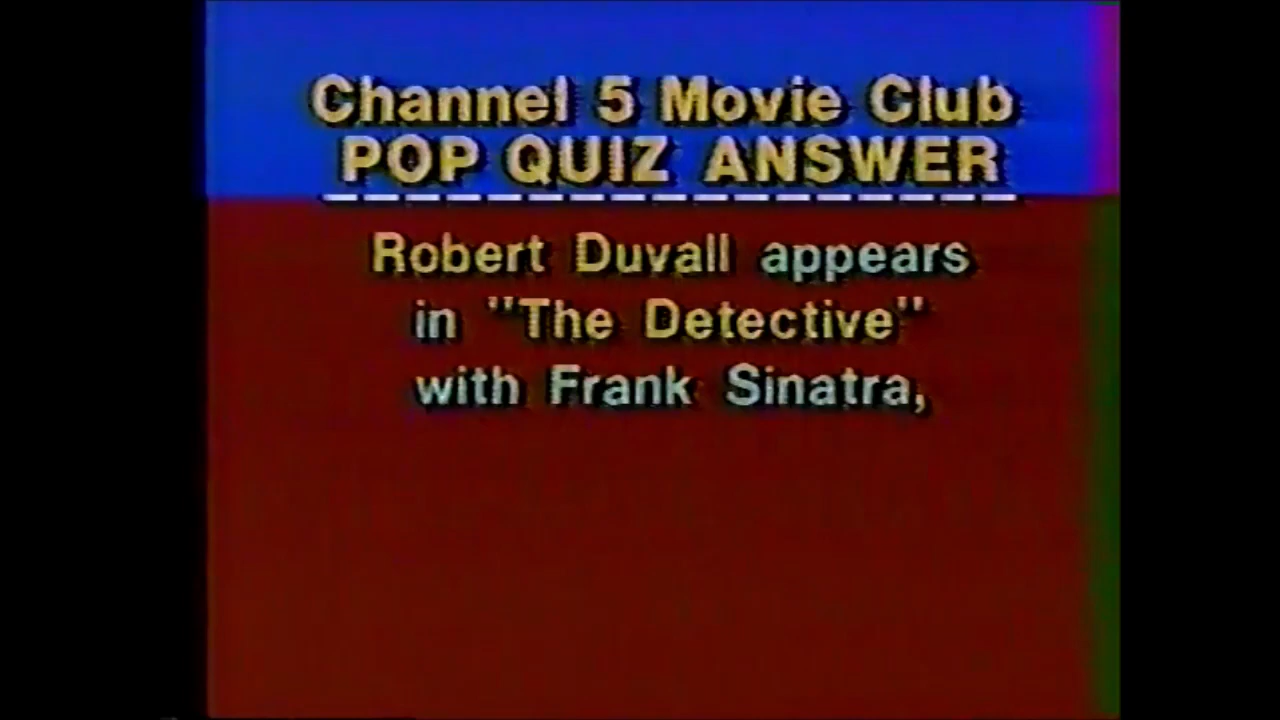 Channel 5 Movie Club
POP QUIZ ANSWER
Robert Duvall appears
in "The Detective"
with Frank Sinatra,